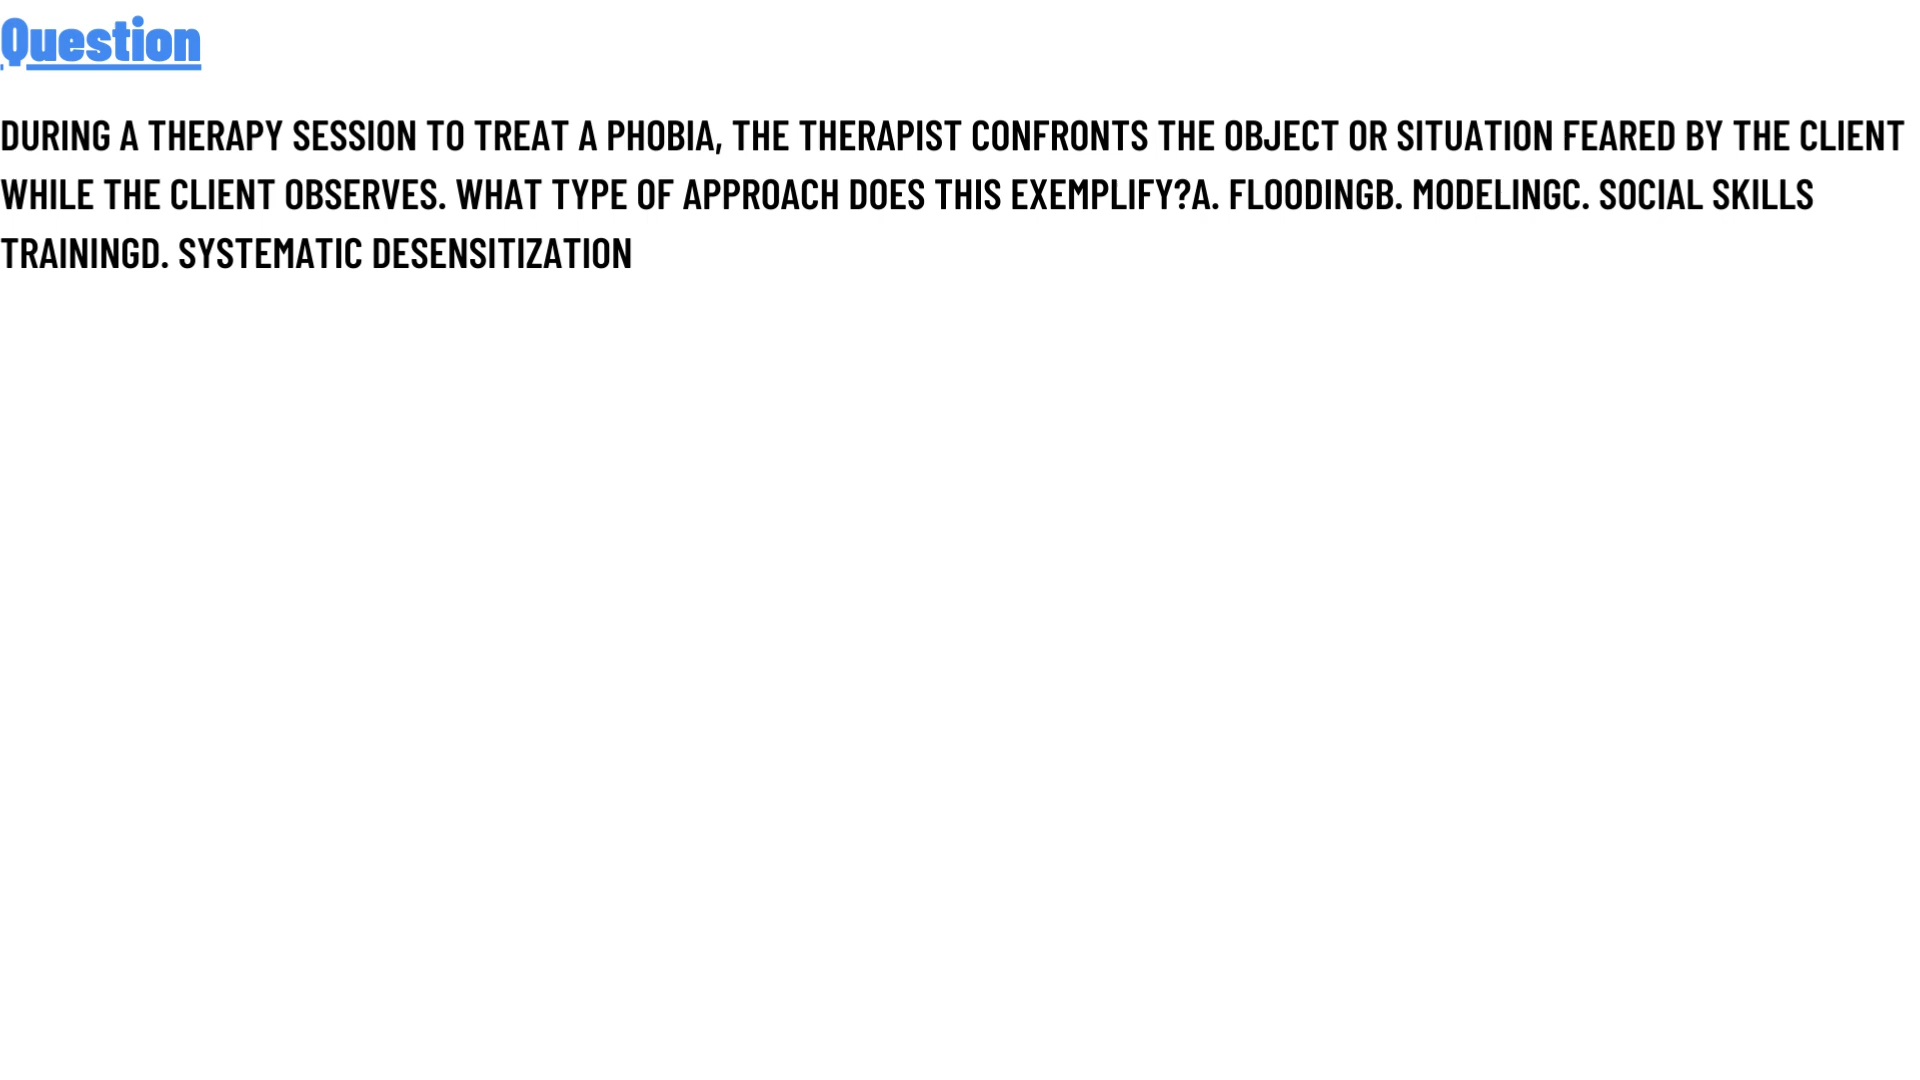 Question
DURING A THERAPY SESSION TO TREAT A PHOBIA, THE THERAPIST CONFRONTS THE OBJECT OR SITUATION FEARED BY THE CLIENT
WHILE THE CLIENT OBSERVES. WHAT TYPE OF APPROACH DOES THIS EXEMPLIFY?A. FLOODINGB. MODELINGC. SOCIAL SKILLS
TRAININGD. SYSTEMATIC DESENSITIZATION